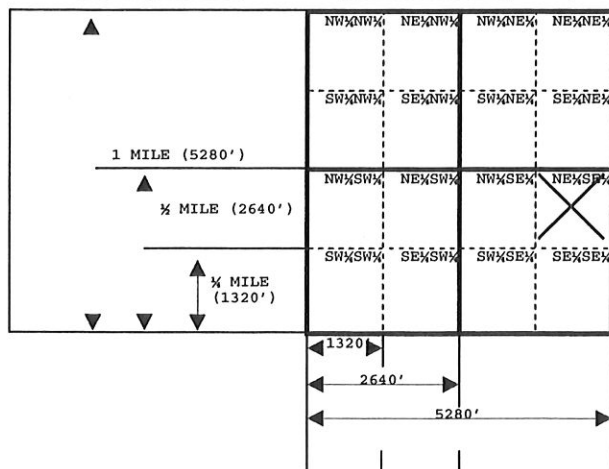 NW¼NW¼ NE¼NW¼ NW¼NE¼ NE¼NE¼
SW¼NW¼ SE¼NW¼ SW¼NE¼ SE¼NE¼
1 MILE (5280')
NW¼SW¼ NE¼SW¼ NW¼SE¼ NE¼SE¼
½ MILE (2640')
SW¼SW¼ SE¼SW¼ SW¼SE¼ SE¼SE¼
¼ MILE
(1320')
1320'
2640'
5280'